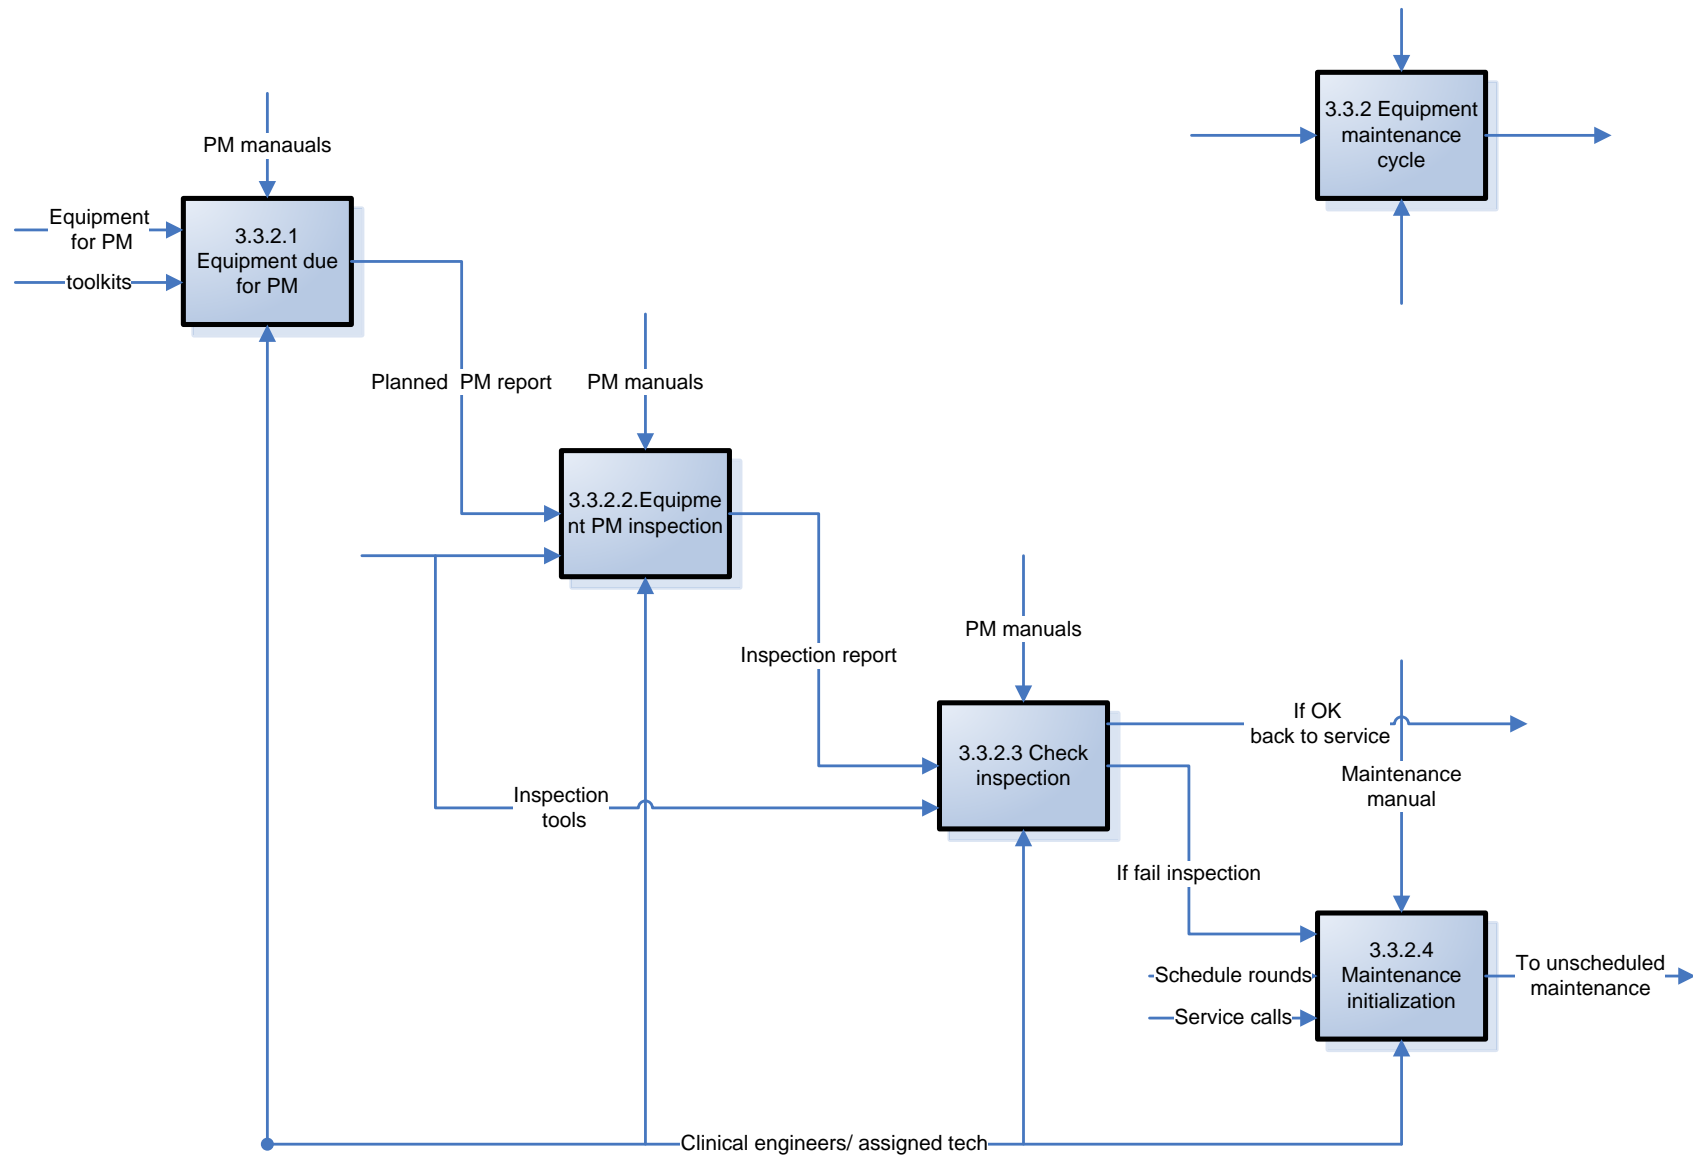 3.3.2 Equipment
maintenance
cycle
PM manauals
Equipment
for PM
toolkits
3.3.2.1
Equipment due
for PM
Planned  PM report
PM manuals
3.3.2.2.Equipme
nt PM inspection
Inspection report
PM manuals
If OK
back to service
3.3.2.3 Check
inspection
Maintenance
manual
Inspection
tools
If fail inspection
Schedule rounds
Service calls
3.3.2.4
Maintenance
initialization
To unscheduled
maintenance
Clinical engineers/ assigned tech